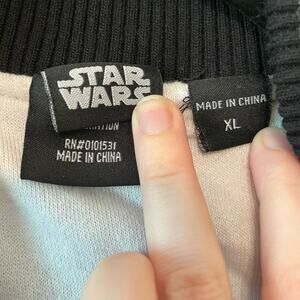 STAR
WARS
RN#0101531
MADE IN CHINA
MADE IN CHINA
XL